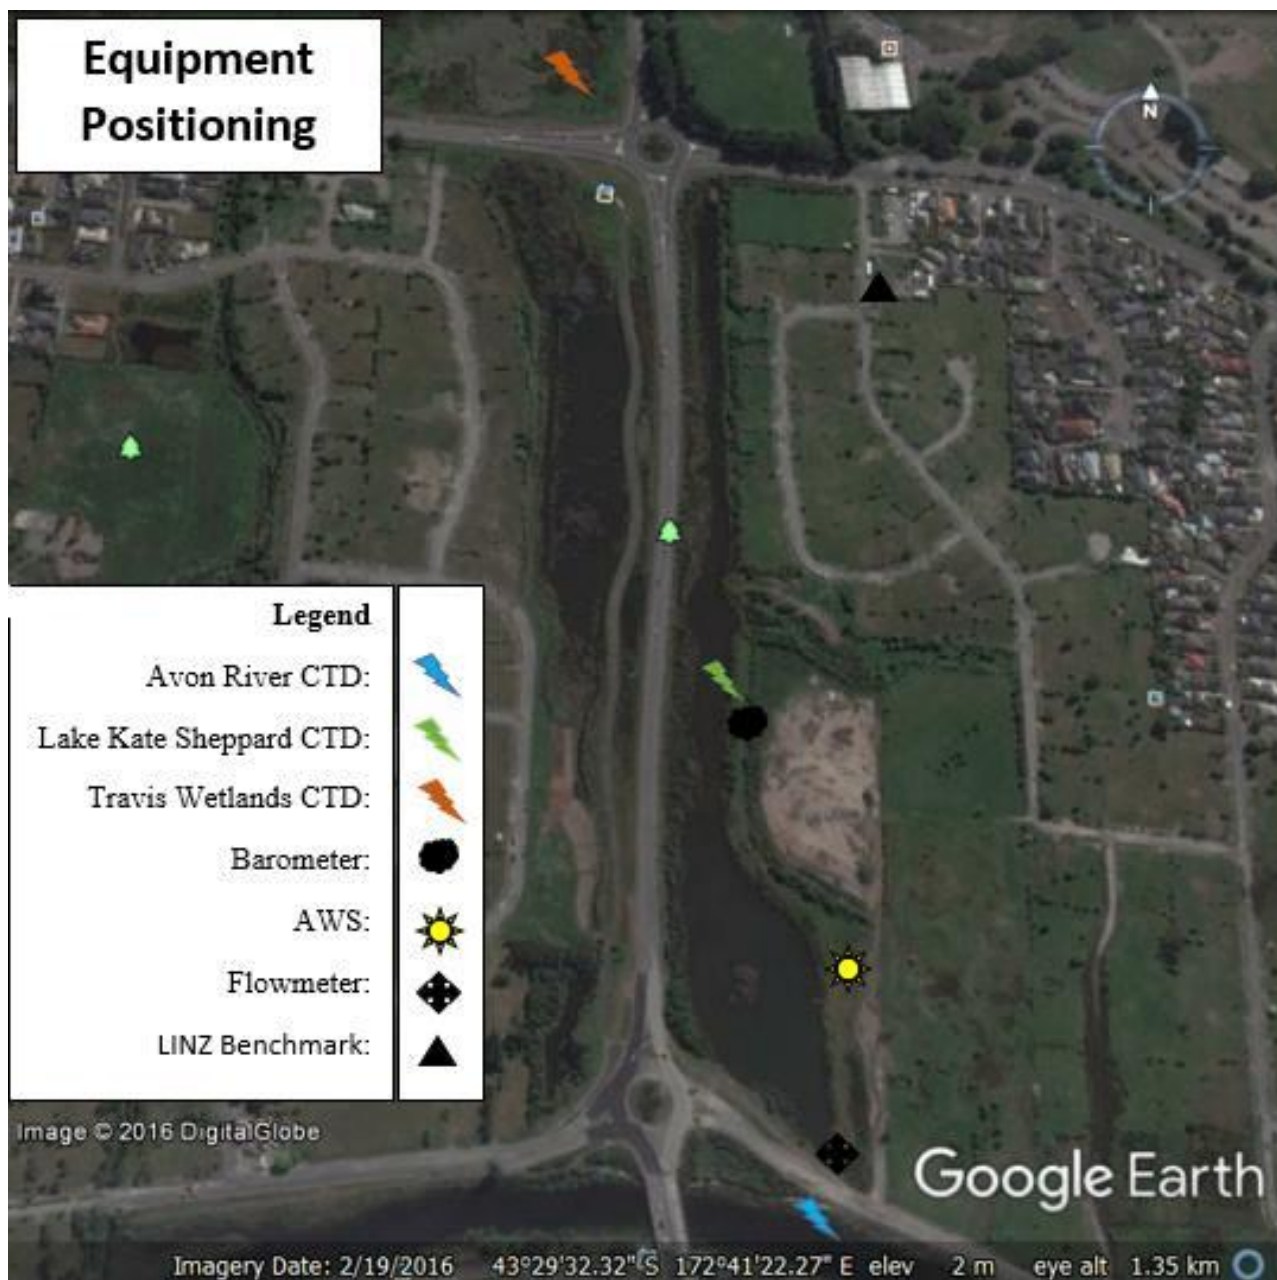 Equipment
Positioning
N
Legend
Avon River CTD:
Lake Kate Sheppard CTD:
Travis Wetlands CTD:
Barometer:
AWS:
Flowmeter:
LINZ Benchmark:
Image © 2016 DigitalGlobe
Google Earth
Imagery Date: 2/19/2016 43°29'32.32" S 172°41'22.27" E elev 2 m eye alt 1.35 km